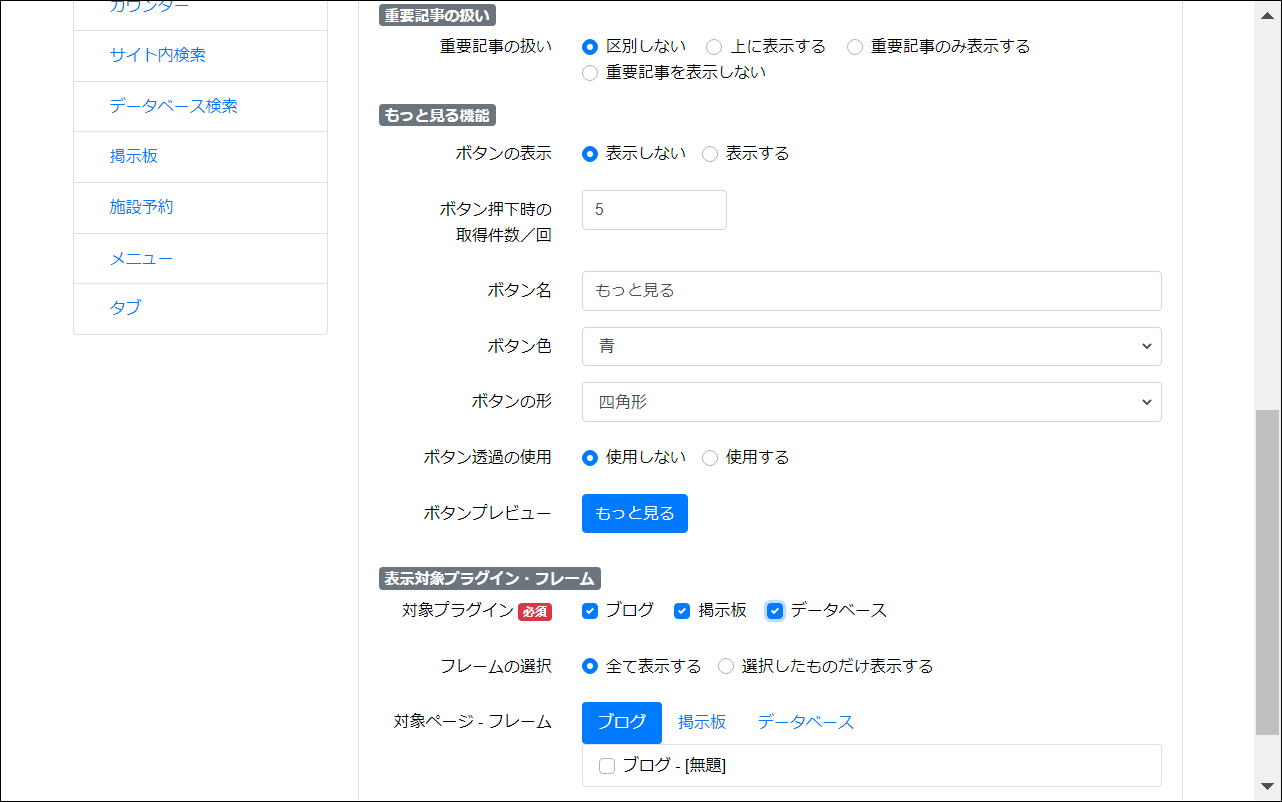 カウンター
サイト内検索
データベース検索
掲示板
施設予約
メニュー
タブ
重要記事の扱い
重要記事の扱い 区別しない 上に表示する 重要記事のみ表示する
重要記事を表示しない
もっと見る機能
ボタンの表示 表示しない 表示する
ボタン押下時の
取得件数／回 5
ボタン名 もっと見る
ボタン色 青
ボタンの形 四角形
ボタン透過の使用 使用しない 使用する
ボタンプレビュー もっと見る
表示対象プラグイン・フレーム
対象プラグイン 必須 ブログ 掲示板 データベース
フレームの選択 全て表示する 選択したものだけ表示する
対象ページ - フレーム ブログ 掲示板 データベース
ブログ - [無題]